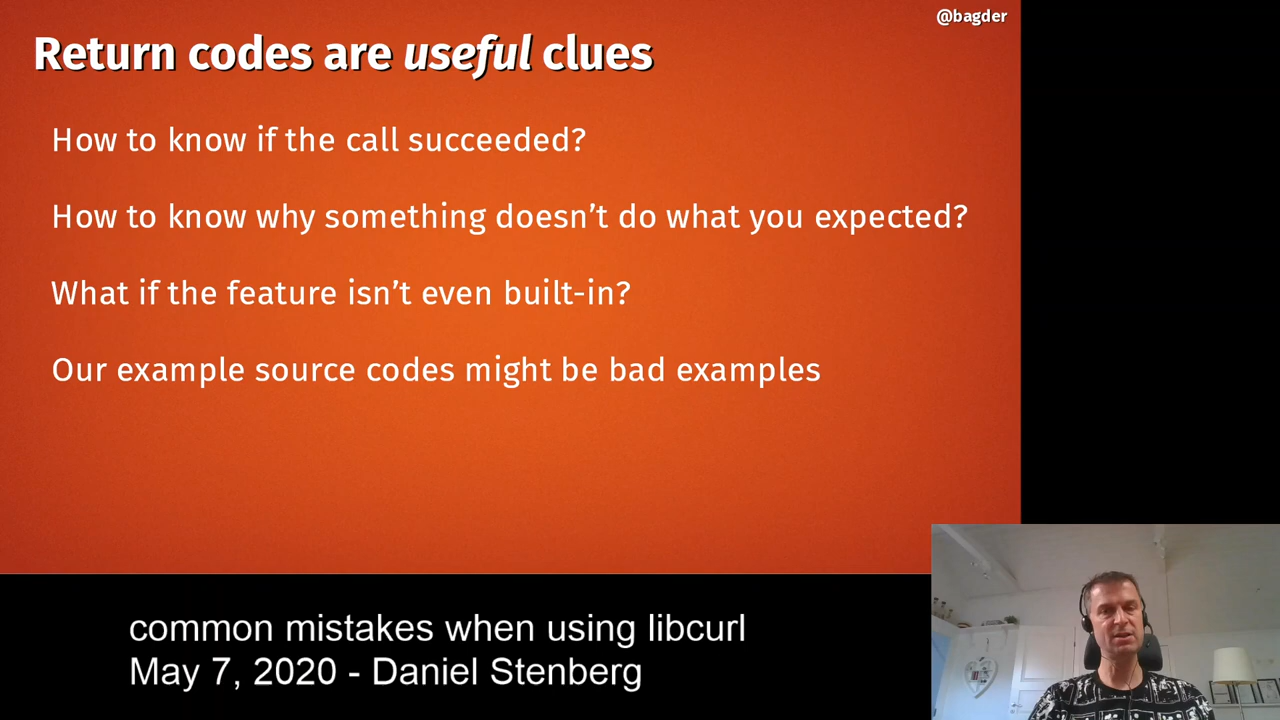 @bagder
Return codes are useful clues
How to know if the call succeeded?
How to know why something doesn’t do what you expected?
What if the feature isn’t even built-in?
Our example source codes might be bad examples
common mistakes when using libcurl
May 7, 2020 - Daniel Stenberg